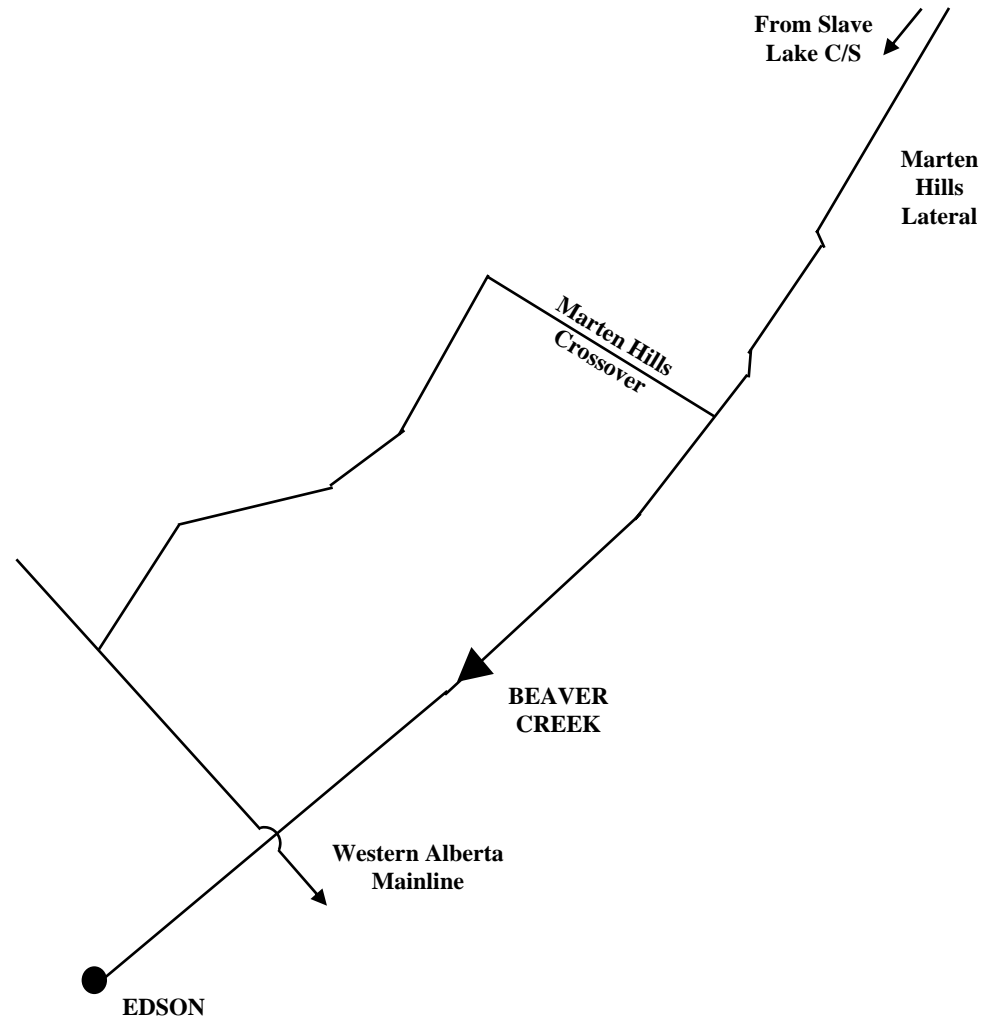 From Slave
Lake C/S
Marten
Hills
Lateral
Marten Hills
Crossover
BEAVER
CREEK
Western Alberta
Mainline
EDSON